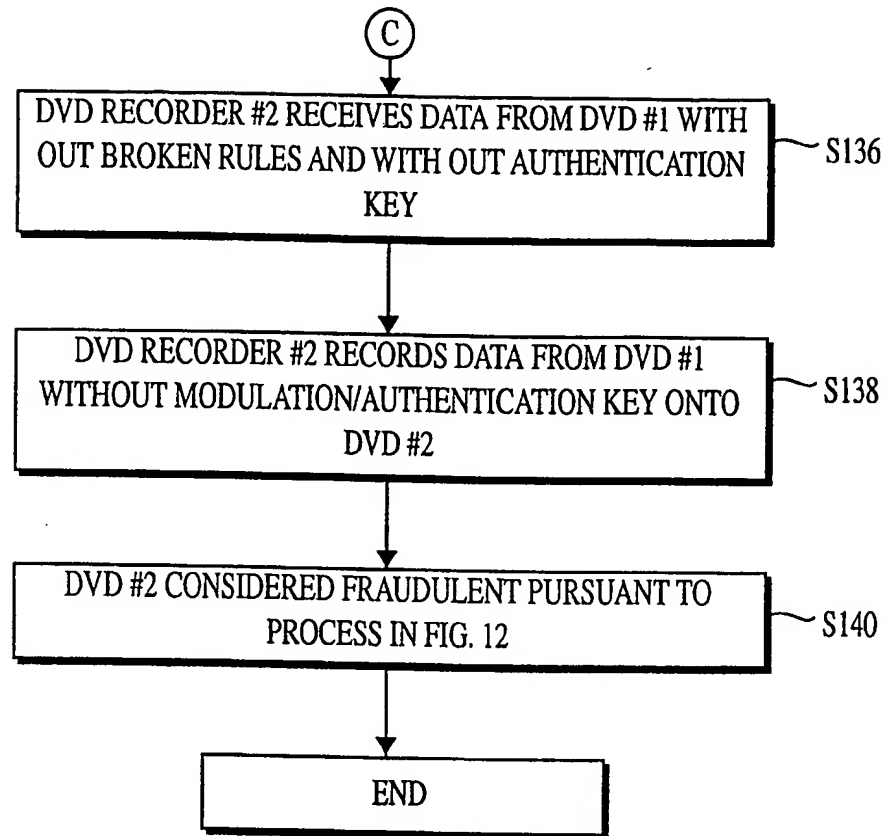 C
DVD RECORDER #2 RECEIVES DATA FROM DVD #1 WITH
OUT BROKEN RULES AND WITH OUT AUTHENTICATION
KEY
S136
DVD RECORDER #2 RECORDS DATA FROM DVD #1
WITHOUT MODULATION/AUTHENTICATION KEY ONTO
DVD #2
S138
DVD #2 CONSIDERED FRAUDULENT PURSUANT TO
PROCESS IN FIG. 12
S140
END